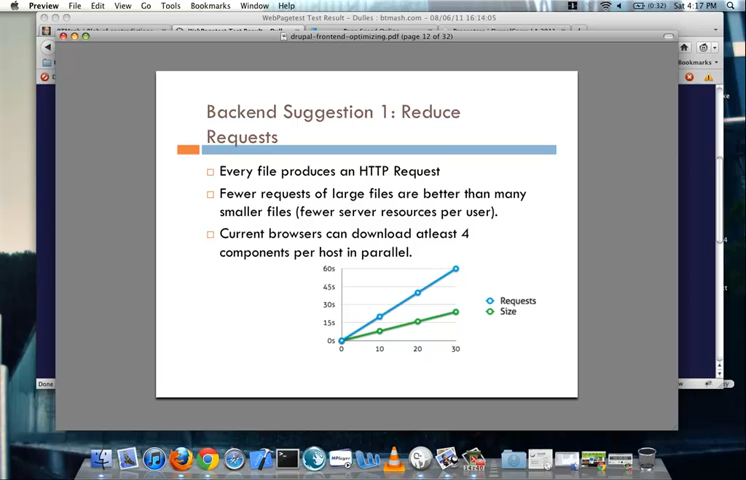 Preview File Edit View Go Tools Bookmarks Window Help
(0:32) Sat 4:17 PM
WebPagetest Test Result - Dulles : btmash.com - 08/06/11 16:14:05
drupal-frontend-optimizing.pdf (page 12 of 32)
Bookmarks
Backend Suggestion 1: Reduce
Requests
Every file produces an HTTP Request
Fewer requests of large files are better than many
smaller files (fewer server resources per user).
Current browsers can download atleast 4
components per host in parallel.
60s
45s
30s
15s
0s
0 10 20 30
Requests
Size
Done